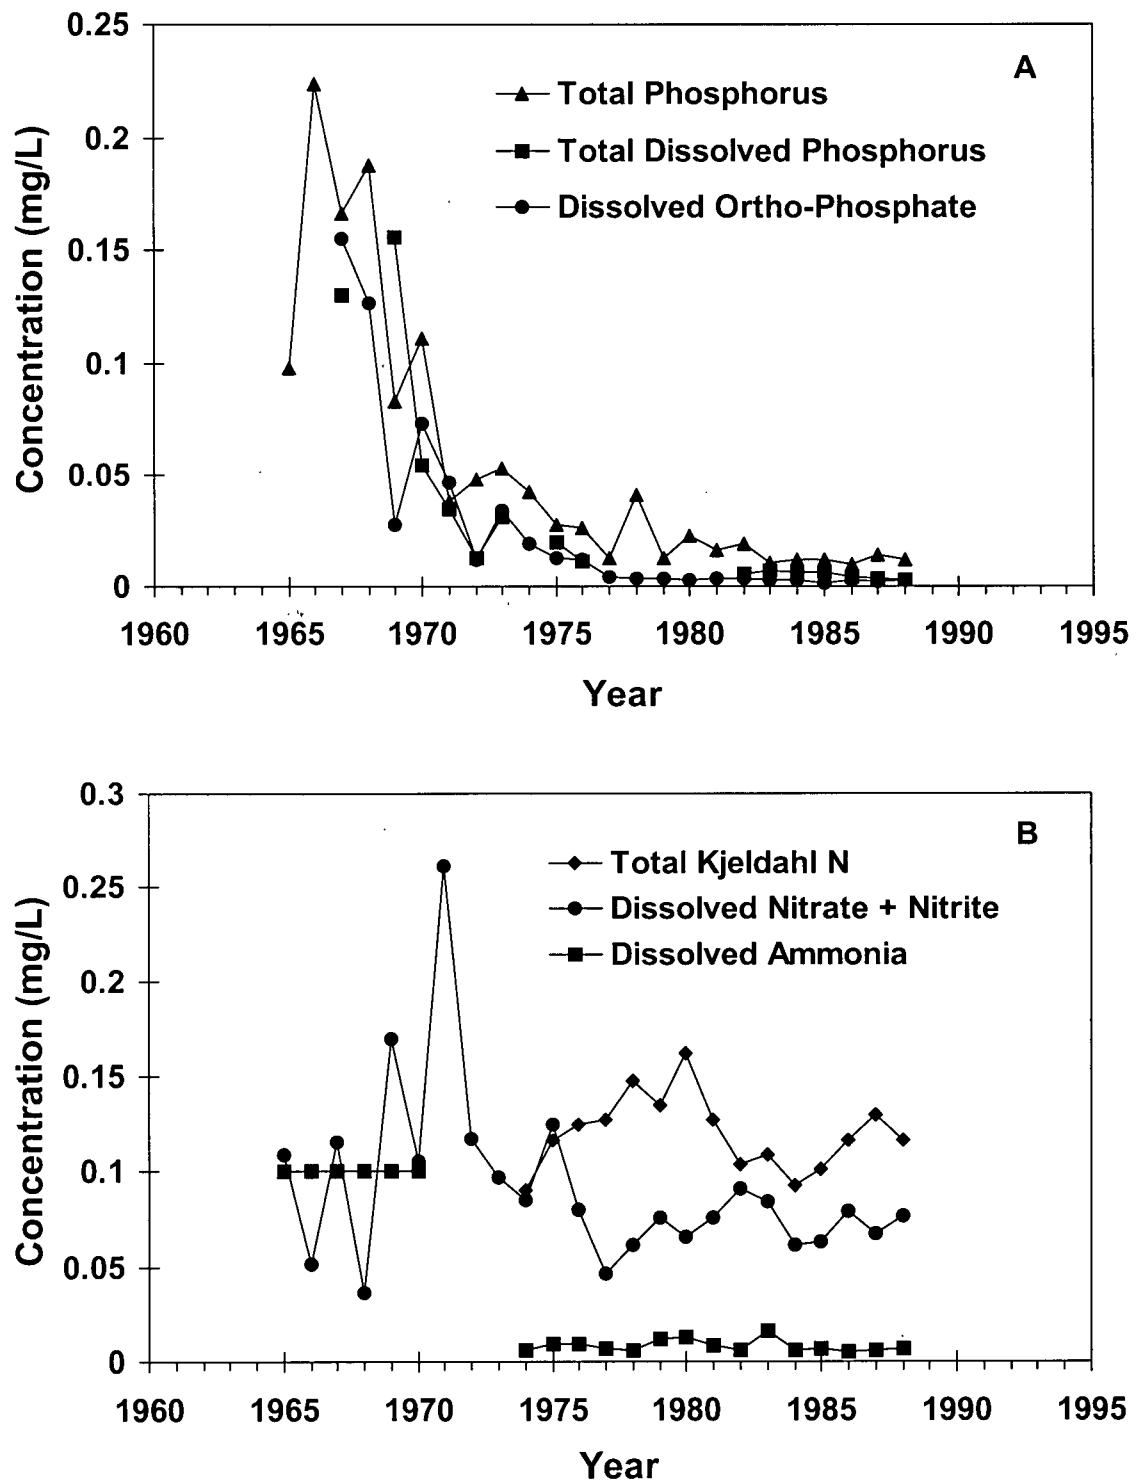 0.25
A
Total Phosphorus
0.2
Total Dissolved Phosphorus
Dissolved Ortho-Phosphate
0.15
0.1
0.05
0
Concentration (mg/L)
1960 1965 1970 1975 1980 1985 1990 1995
Year
0.3
B
Total Kjeldahl N
0.25
Dissolved Nitrate + Nitrite
Dissolved Ammonia
0.2
0.15
0.1
0.05
0
Concentration (mg/L)
1960 1965 1970 1975 1980 1985 1990 1995
Year